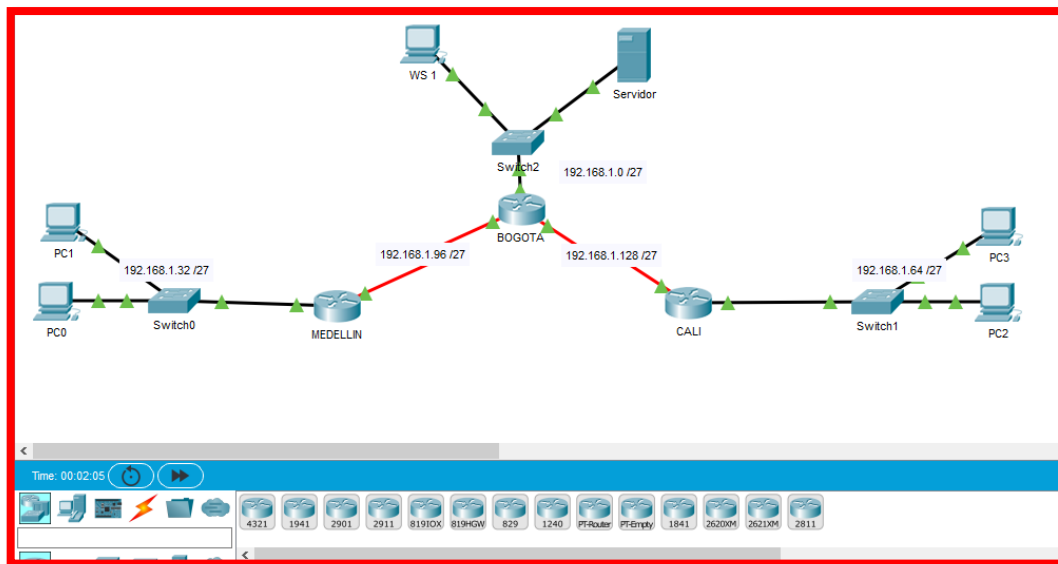 WS 1
Servidor
Switch2
192.168.1.0 /27
BOGOTA
PC1
192.168.1.96 /27
192.168.1.128 /27
PC3
192.168.1.32 /27
192.168.1.64 /27
PC0
Switch0
MEDELLIN
CALI
Switch1
PC2
Time: 00:02:05
4321 1941 2901 2911 819IOX 819HGW 829 1240 PT-Router PT-Empty 1841 2620XM 2621XM 2811